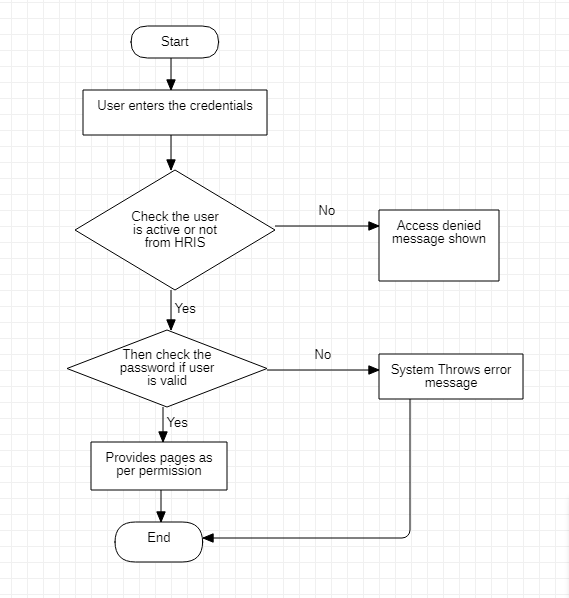 Start
User enters the credentials
Check the user
is active or not
from HRIS
No
Access denied
message shown
Yes
Then check the
password if user
is valid
No
System Throws error
message
Yes
Provides pages as
per permission
End